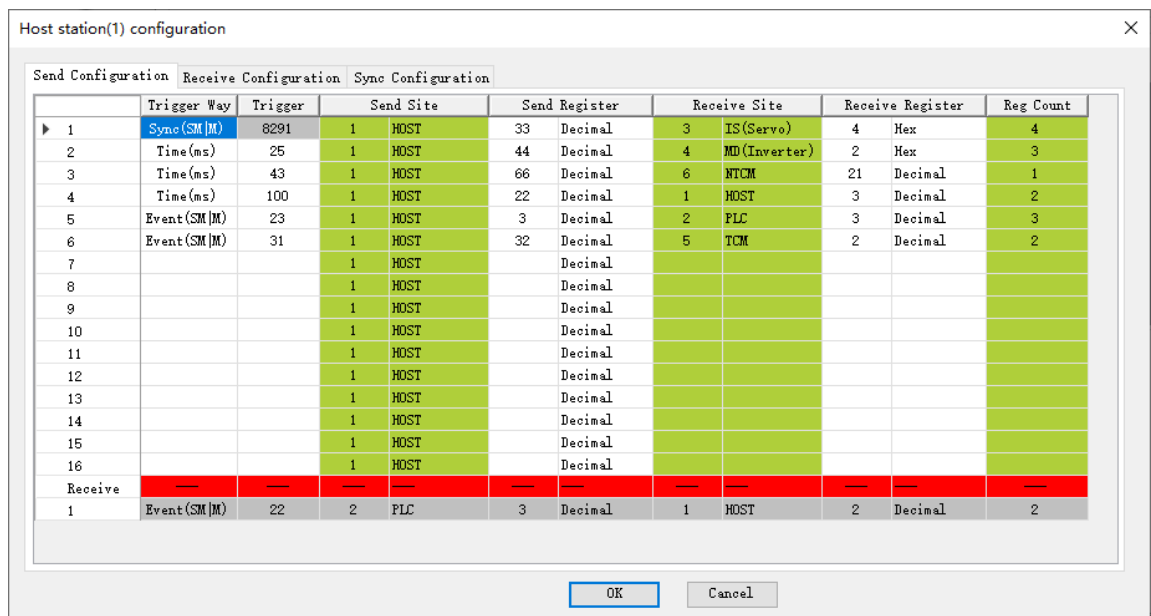 Host station(1) configuration
Send Configuration Receive Configuration Sync Configuration
Trigger Way Trigger Send Site Send Register Receive Site Receive Register Reg Count
1 Sync(SM|M) 8291 1 HOST 33 Decimal 3 IS(Servo) 4 Hex 4
2 Time(ms) 25 1 HOST 44 Decimal 4 MD(Inverter) 2 Hex 3
3 Time(ms) 43 1 HOST 66 Decimal 6 NTCM 21 Decimal 1
4 Time(ms) 100 1 HOST 22 Decimal 1 HOST 3 Decimal 2
5 Event(SM|M) 23 1 HOST 3 Decimal 2 PLC 3 Decimal 3
6 Event(SM|M) 31 1 HOST 32 Decimal 5 TCM 2 Decimal 2
7 1 HOST Decimal
8 1 HOST Decimal
9 1 HOST Decimal
10 1 HOST Decimal
11 1 HOST Decimal
12 1 HOST Decimal
13 1 HOST Decimal
14 1 HOST Decimal
15 1 HOST Decimal
16 1 HOST Decimal
Receive — — — — — — — — — — —
1 Event(SM|M) 22 2 PLC 3 Decimal 1 HOST 2 Decimal 2
OK Cancel